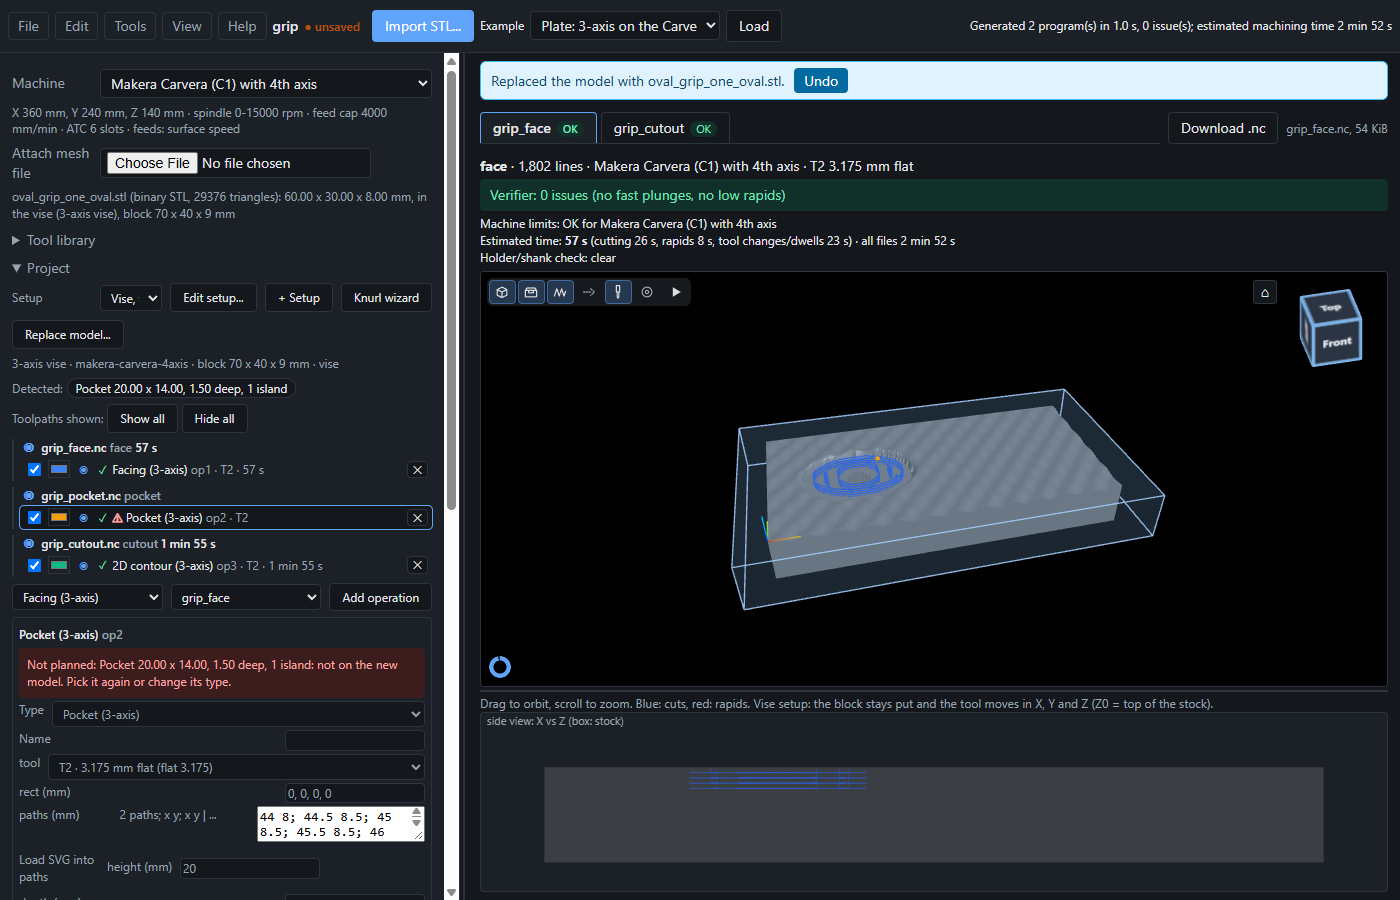 File Edit Tools View Help grip • unsaved Import STL... Example Plate: 3-axis on the Carve Load Generated 2 program(s) in 1.0 s, 0 issue(s); estimated machining time 2 min 52 s
Machine Makera Carvera (C1) with 4th axis
X 360 mm, Y 240 mm, Z 140 mm · spindle 0-15000 rpm · feed cap 4000
mm/min · ATC 6 slots · feeds: surface speed
Attach mesh file Choose File No file chosen
oval_grip_one_oval.stl (binary STL, 29376 triangles): 60.00 x 30.00 x 8.00 mm, in
the vise (3-axis vise), block 70 x 40 x 9 mm
Tool library
Project
Setup Vise, Edit setup... + Setup Knurl wizard
Replace model...
3-axis vise · makera-carvera-4axis · block 70 x 40 x 9 mm · vise
Detected: Pocket 20.00 x 14.00, 1.50 deep, 1 island
Toolpaths shown: Show all Hide all
grip_face.nc face 57 s
Facing (3-axis) op1 · T2 · 57 s
grip_pocket.nc pocket
Pocket (3-axis) op2 · T2
grip_cutout.nc cutout 1 min 55 s
2D contour (3-axis) op3 · T2 · 1 min 55 s
Facing (3-axis) grip_face Add operation
Pocket (3-axis) op2
Not planned: Pocket 20.00 x 14.00, 1.50 deep, 1 island: not on the new
model. Pick it again or change its type.
Type Pocket (3-axis)
Name
tool T2 · 3.175 mm flat (flat 3.175)
rect (mm) 0, 0, 0, 0
paths (mm) 2 paths; x y; x y | ... 44 8; 44.5 8.5; 45
8.5; 45.5 8.5; 46
Load SVG into paths height (mm) 20
Replaced the model with oval_grip_one_oval.stl. Undo
grip_face OK grip_cutout OK Download .nc grip_face.nc, 54 KiB
face · 1,802 lines · Makera Carvera (C1) with 4th axis · T2 3.175 mm flat
Verifier: 0 issues (no fast plunges, no low rapids)
Machine limits: OK for Makera Carvera (C1) with 4th axis
Estimated time: 57 s (cutting 26 s, rapids 8 s, tool changes/dwells 23 s) · all files 2 min 52 s
Holder/shank check: clear
Top
Front
Drag to orbit, scroll to zoom. Blue: cuts, red: rapids. Vise setup: the block stays put and the tool moves in X, Y and Z (Z0 = top of the stock).
side view: X vs Z (box: stock)